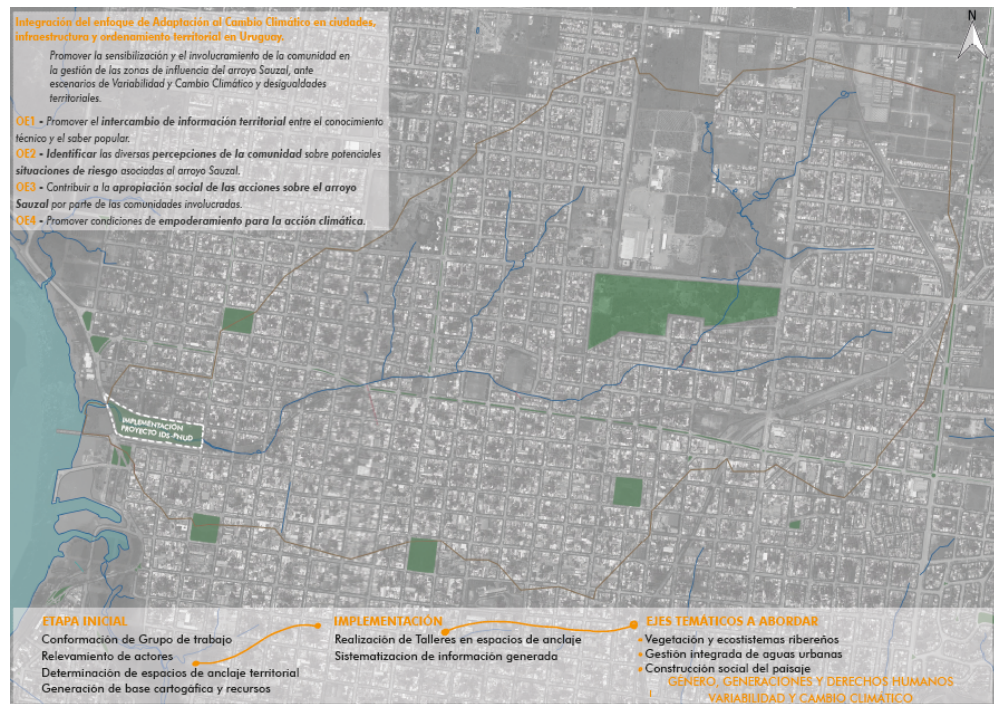 Integración del enfoque de Adaptación al Cambio Climático en ciudades,
infraestructura y ordenamiento territorial en Uruguay.
Promover la sensibilización y el involucramiento de la comunidad en
la gestión de las zonas de influencia del arroyo Sauzal, ante
escenarios de Variabilidad y Cambio Climático y desigualdades
territoriales.
OE1 - Promover el intercambio de información territorial entre el conocimiento
técnico y el saber popular.
OE2 - Identificar las diversas percepciones de la comunidad sobre potenciales
situaciones de riesgo asociadas al arroyo Sauzal.
OE3 - Contribuir a la apropiación social de las acciones sobre el arroyo
Sauzal por parte de las comunidades involucradas.
OE4 - Promover condiciones de empoderamiento para la acción climática.
N
IMPLEMENTACIÓN
PROYECTO IDS-PNUD
ETAPA INICIAL
Conformación de Grupo de trabajo
Relevamiento de actores
Determinación de espacios de anclaje territorial
Generación de base cartogáfica y recursos
IMPLEMENTACIÓN
Realización de Talleres en espacios de anclaje
Sistematizacion de información generada
EJES TEMÁTICOS A ABORDAR
Vegetación y ecosistemas ribereños
Gestión integrada de aguas urbanas
Construcción social del paisaje
GENERO, GENERACIONES Y DERECHOS HUMANOS
VARIABILIDAD Y CAMBIO CLIMATICO